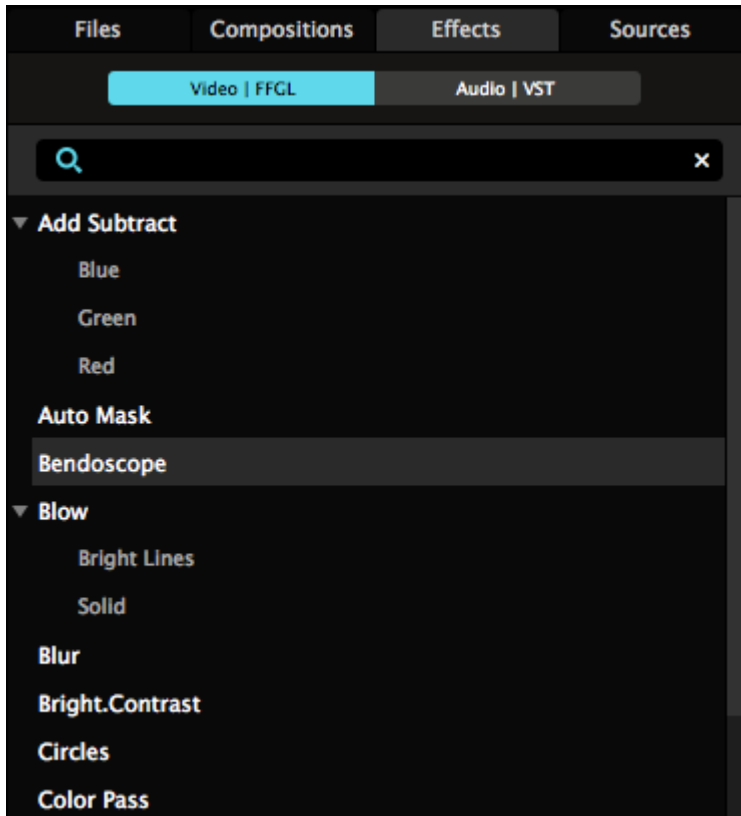 Files Compositions Effects Sources
Video | FFGL Audio | VST
Add Subtract
Blue
Green
Red
Auto Mask
Bendoscope
Blow
Bright Lines
Solid
Blur
Bright.Contrast
Circles
Color Pass